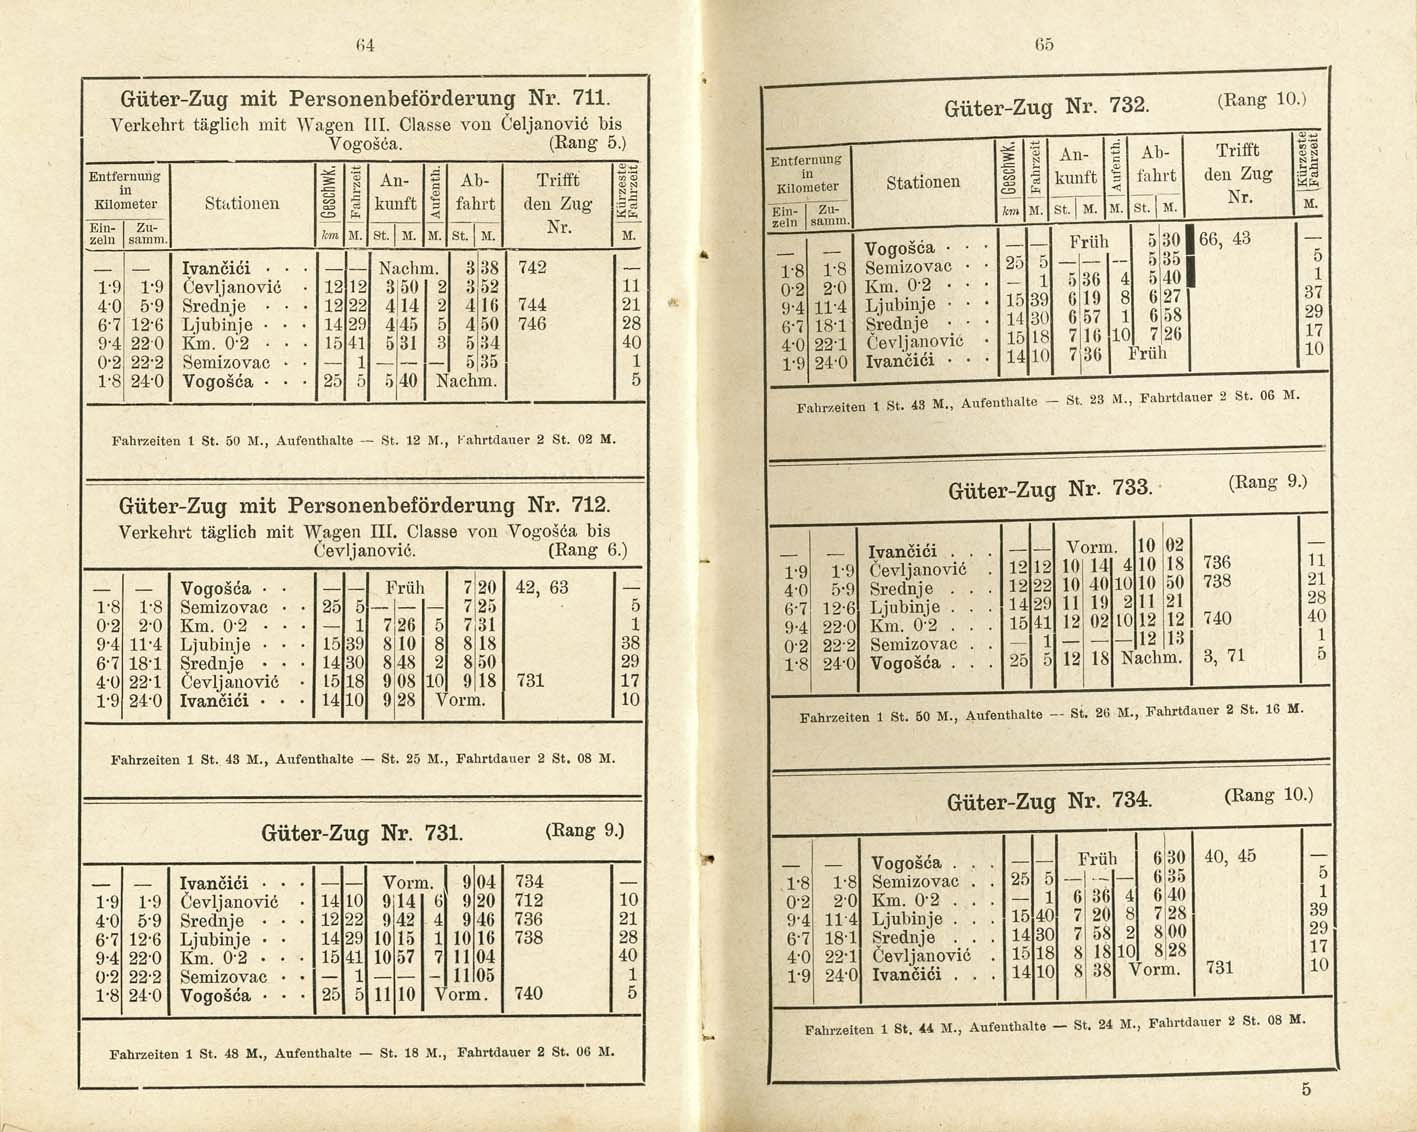 64
Güter-Zug mit Personenbeförderung Nr. 711.
Verkehrt täglich mit Wagen III. Classe von Čeljanović bis
Vogošća. (Rang 5.)
Entfernung in Kilometer Stationen Geschwk. Fahrzeit An-kunft Aufenth. Ab-fahrt Trifft den Zug Nr. Kürzeste Fahrzeit
Ein-zeln Zu-samm. km M. St. M. M. St. M. M.
— — Ivančići · · · — — Nachm. 3 38 742 —
1·9 1·9 Čevljanović · 12 12 3 50 2 3 52 11
4·0 5·9 Srednje · · · 12 22 4 14 2 4 16 744 21
6·7 12·6 Ljubinje · · · 14 29 4 45 5 4 50 746 28
9·4 22 0 Km. 0·2 · · · 15 41 5 31 3 5 34 40
0·2 22·2 Semizovac · · — 1 — — — 5 35 1
1·8 24·0 Vogošća · · · 25 5 5 40 Nachm. 5
Fahrzeiten 1 St. 50 M., Aufenthalte — St. 12 M., Fahrtdauer 2 St. 02 M.
Güter-Zug mit Personenbeförderung Nr. 712.
Verkehrt täglich mit Wagen III. Classe von Vogošća bis
Čevljanović. (Rang 6.)
— — Vogošća · · — — Früh 7 20 42, 63 —
1·8 1·8 Semizovac · · 25 5 — — — 7 25 5
0·2 2·0 Km. 0·2 · · · — 1 7 26 5 7 31 1
9·4 11·4 Ljubinje · · · 15 39 8 10 8 8 18 38
6·7 18·1 Srednje · · · 14 30 8 48 2 8 50 29
4·0 22·1 Čevljanović · 15 18 9 08 10 9 18 731 17
1·9 24·0 Ivančići · · · 14 10 9 28 Vorm. 10
Fahrzeiten 1 St. 43 M., Aufenthalte — St. 25 M., Fahrtdauer 2 St. 08 M.
Güter-Zug Nr. 731. (Rang 9.)
— — Ivančići · · · — — Vorm. 9 04 734 —
1·9 1·9 Čevljanović · 14 10 9 14 6 9 20 712 10
4·0 5·9 Srednje · · · 12 22 9 42 4 9 46 736 21
6·7 12·6 Ljubinje · · 14 29 10 15 1 10 16 738 28
9·4 22·0 Km. 0·2 · · · 15 41 10 57 7 11 04 40
0·2 22·2 Semizovac · · — 1 — — - 11 05 1
1·8 24·0 Vogošća · · · 25 5 11 10 Vorm. 740 5
Fahrzeiten 1 St. 48 M., Aufenthalte — St. 18 M., Fahrtdauer 2 St. 06 M.
65
Güter-Zug Nr. 732. (Rang 10.)
Entfernung in Kilometer Stationen Geschwk. Fahrzeit An-kunft Aufenth. Ab-fahrt Trifft den Zug Nr. Kürzeste Fahrzeit
Ein-zeln Zu-samm. km M. St. M. M. St. M. M.
— — Vogošća · · · — — Früh 5 30 66, 43 —
1·8 1·8 Semizovac · · 25 5 — — — 5 35 5
0·2 2·0 Km. 0·2 · · · — 1 5 36 4 5 40 1
9·4 11·4 Ljubinje · · · 15 39 6 19 8 6 27 37
6·7 18·1 Srednje · · · 14 30 6 57 1 6 58 29
4·0 22·1 Čevljanović · 15 18 7 16 10 7 26 17
1·9 24·0 Ivančići · · · 14 10 7 36 Früh 10
Fahrzeiten 1 St. 43 M., Aufenthalte — St. 23 M., Fahrtdauer 2 St. 06 M.
Güter-Zug Nr. 733. (Rang 9.)
— — Ivančići . . . — — Vorm. 10 02 —
1·9 1·9 Čevljanović . 12 12 10 14 4 10 18 736 11
4·0 5·9 Srednje . . . 12 22 10 40 10 10 50 738 21
6·7 12·6 Ljubinje . . . 14 29 11 19 2 11 21 28
9·4 22·0 Km. 0·2 . . . 15 41 12 02 10 12 12 740 40
0·2 22·2 Semizovac . . — 1 — — — 12 13 1
1·8 24·0 Vogošća . . . 25 5 12 18 Nachm. 3, 71 5
Fahrzeiten 1 St. 50 M., Aufenthalte — St. 26 M., Fahrtdauer 2 St. 16 M.
Güter-Zug Nr. 734. (Rang 10.)
— — Vogošća . . . — — Früh 6 30 40, 45 —
1·8 1·8 Semizovac . . 25 5 — — — 6 35 5
0·2 2 0 Km. 0·2 . . . — 1 6 36 4 6 40 1
9·4 11·4 Ljubinje . . . 15 40 7 20 8 7 28 39
6·7 18·1 Srednje . . . 14 30 7 58 2 8 00 29
4·0 22·1 Čevljanović . 15 18 8 18 10 8 28 17
1·9 24·0 Ivančići . . . 14 10 8 38 Vorm. 731 10
Fahrzeiten 1 St. 44 M., Aufenthalte — St. 24 M., Fahrtdauer 2 St. 08 M.
5